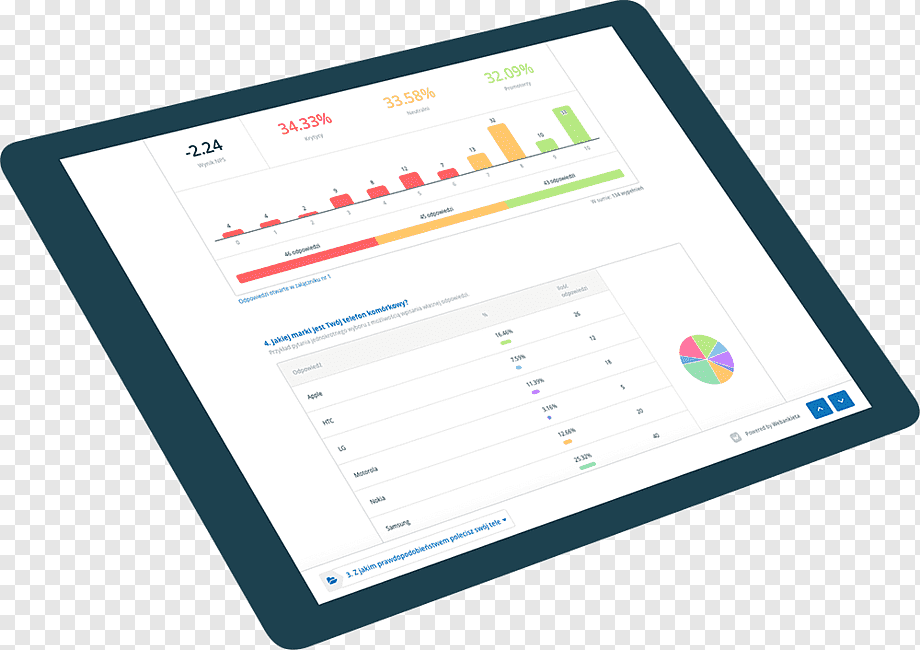 -2.24
Wynik NPS
34.33%
Krytycy
33.58%
Neutralni
32.09%
Promotorzy
4 4 2 9 8 12 7 13 32 10
0 1 2 3 4 5 6 7 8 9 10
46 odpowiedzi 45 odpowiedzi 43 odpowiedzi
W sumie: 134 wypełnień
Odpowiedzi otwarte w załączniku nr 1
4. Jakiej marki jest Twój telefon komórkowy?
Przykład pytania jednokrotnego wyboru z możliwością wpisania własnej odpowiedzi.
Odpowiedź % Ilość
odpowiedzi
Apple 16.46% 26
HTC 7.59% 12
LG 11.39% 18
Motorola 3.16% 5
Nokia 12.66% 20
Samsung 25.32% 40
3. Z jakim prawdopodobieństwem polecisz swój tele
Powered by Webankieta